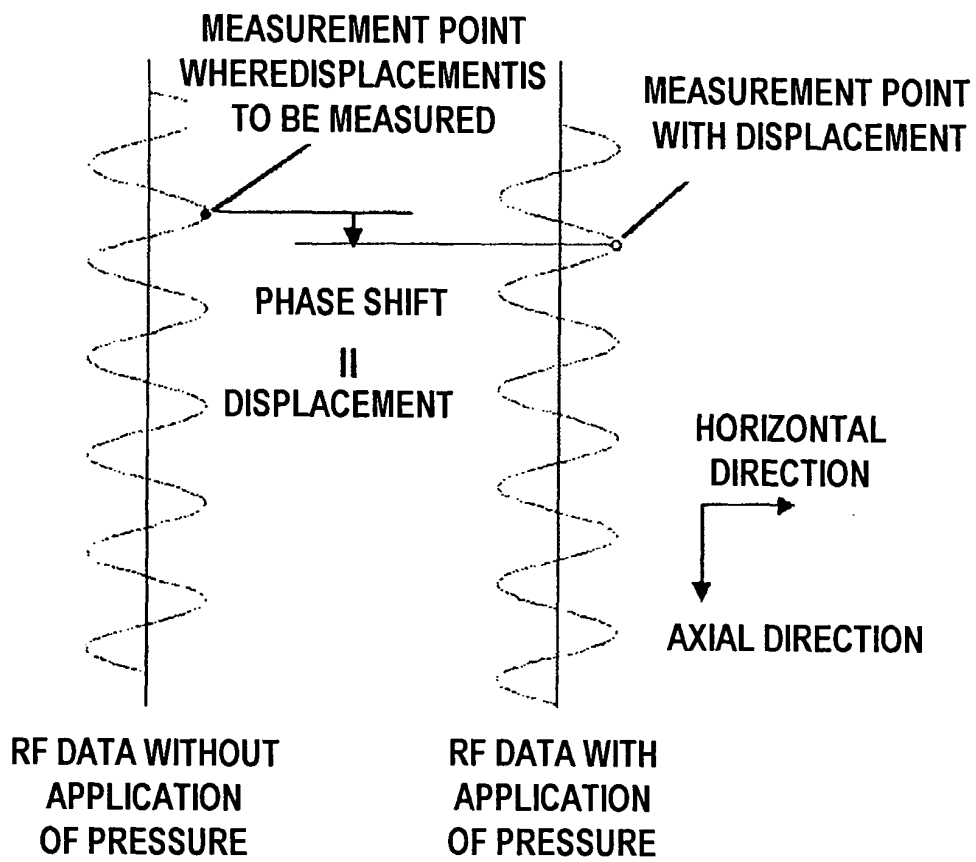 MEASUREMENT POINT
WHEREDISPLACEMENTIS
TO BE MEASURED
MEASUREMENT POINT
WITH DISPLACEMENT
PHASE SHIFT
=
DISPLACEMENT
HORIZONTAL
DIRECTION
AXIAL DIRECTION
RF DATA WITHOUT
APPLICATION
OF PRESSURE
RF DATA WITH
APPLICATION
OF PRESSURE